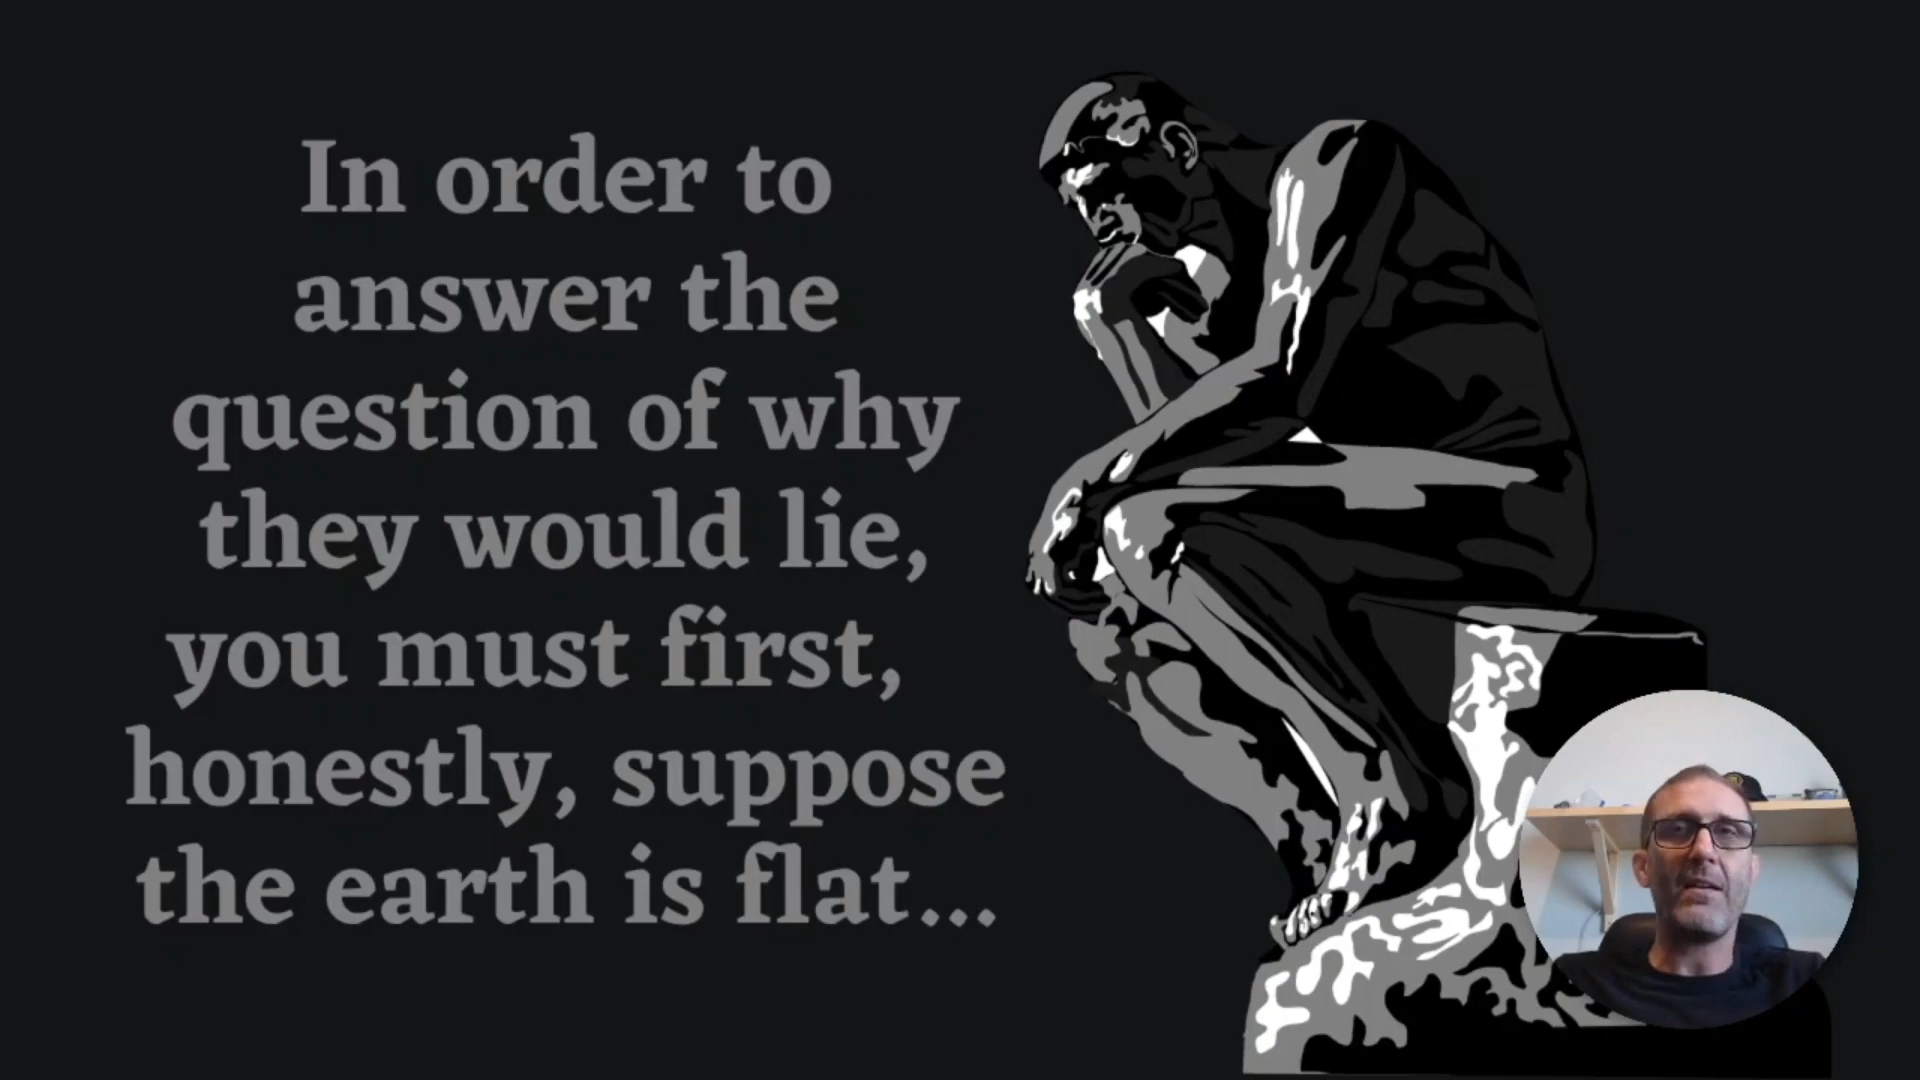 In order to
answer the
question of why
they would lie,
you must first,
honestly, suppose
the earth is flat...